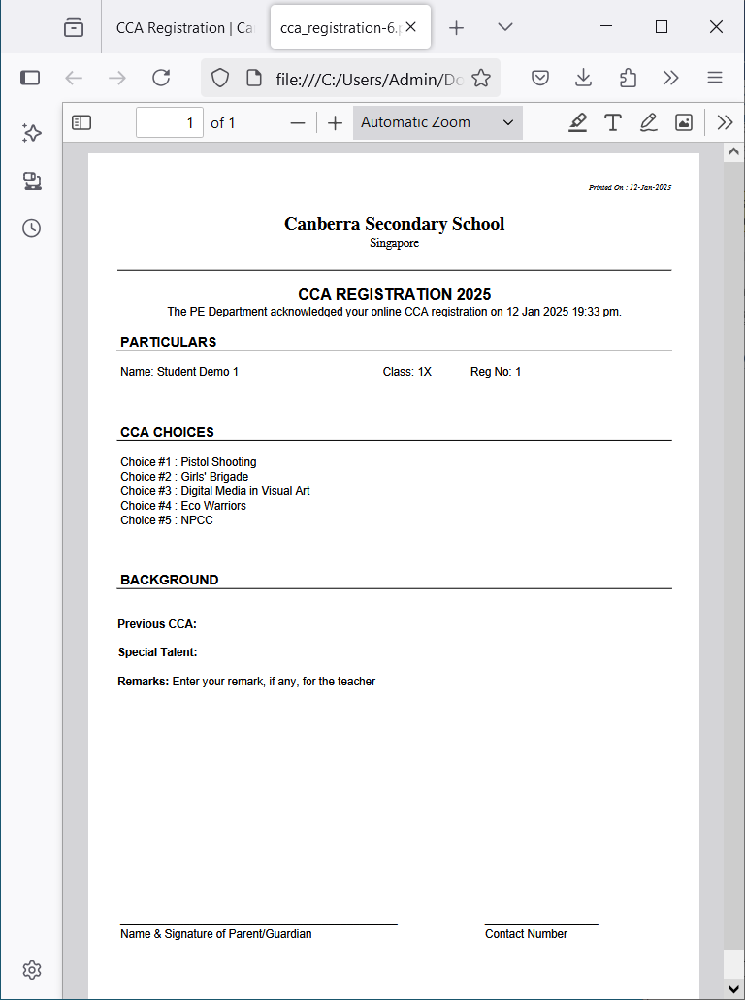 CCA Registration | Ca
cca_registration-6.p
file:///C:/Users/Admin/Do
1 of 1
Automatic Zoom
Printed On : 12-Jan-2025
Canberra Secondary School
Singapore
CCA REGISTRATION 2025
The PE Department acknowledged your online CCA registration on 12 Jan 2025 19:33 pm.
PARTICULARS
Name: Student Demo 1 Class: 1X Reg No: 1
CCA CHOICES
Choice #1 : Pistol Shooting
Choice #2 : Girls' Brigade
Choice #3 : Digital Media in Visual Art
Choice #4 : Eco Warriors
Choice #5 : NPCC
BACKGROUND
Previous CCA:
Special Talent:
Remarks: Enter your remark, if any, for the teacher
Name & Signature of Parent/Guardian Contact Number